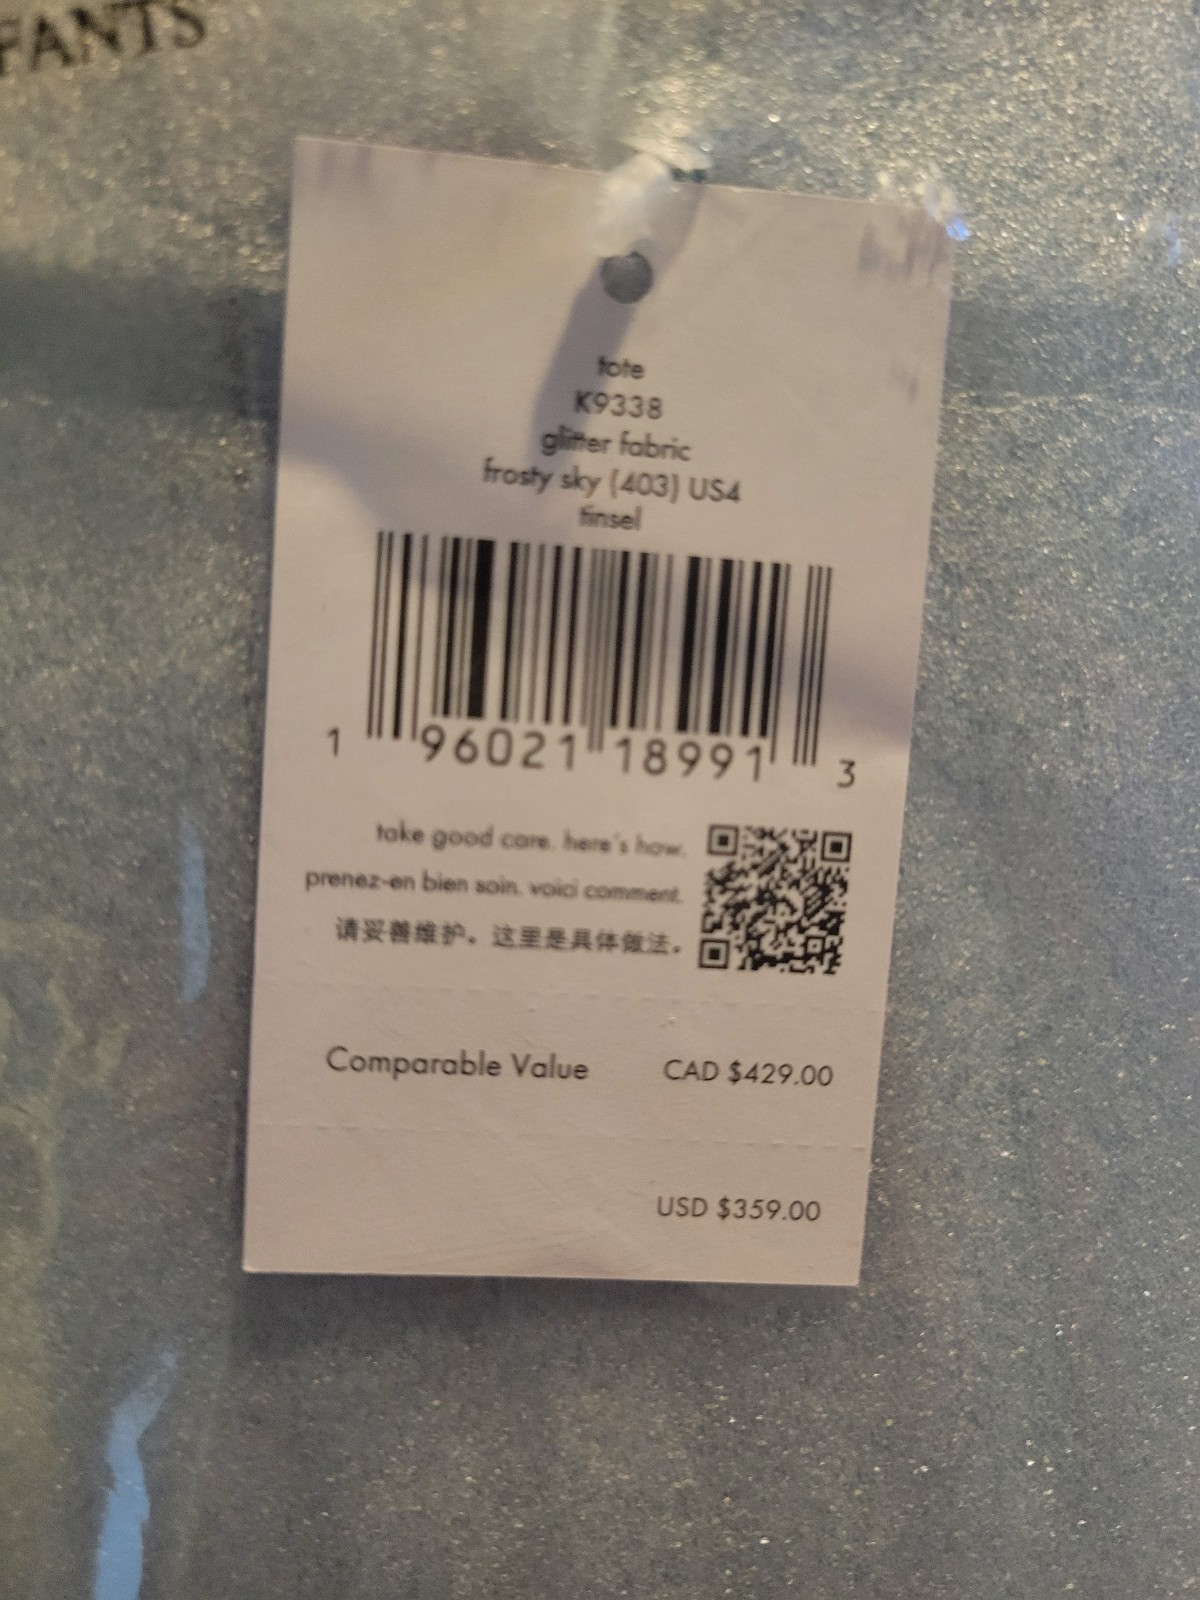 FANTS
tote
K9338
glitter fabric
frosty sky (403) US4
tinsel
1 96021 18991 3
take good care. here's how.
prenez-en bien soin. voici comment.
请妥善维护。这里是具体做法。
Comparable Value CAD $429.00
USD $359.00